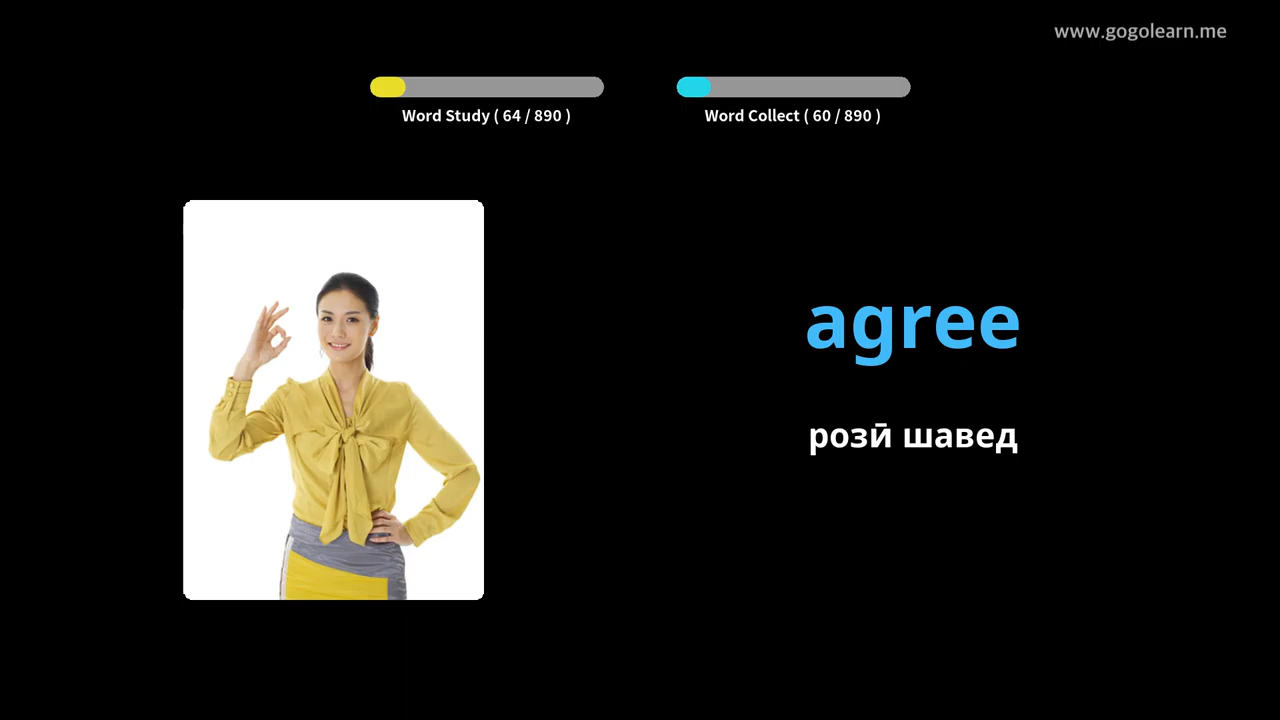 www.gogolearn.me
Word Study ( 64 / 890 )
Word Collect ( 60 / 890 )
agree
розӣ шавед